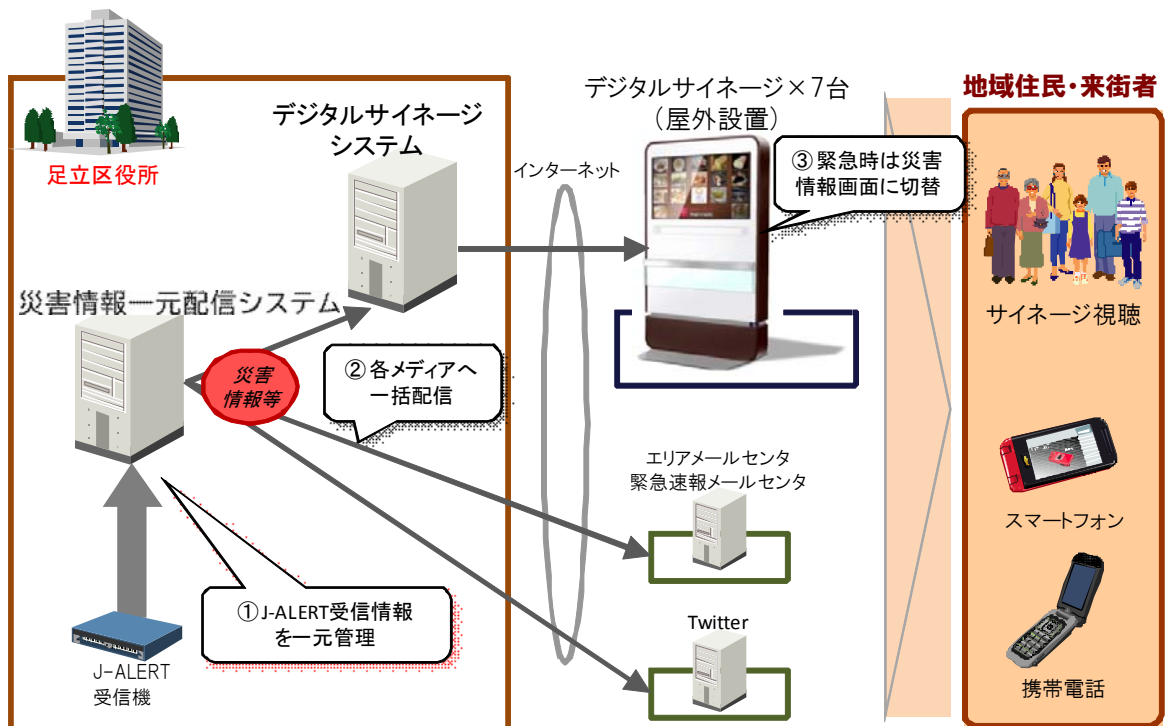 足立区役所
デジタルサイネージ
システム
災害情報一元配信システム
災害
情報等
②各メディアへ
一括配信
①J-ALERT受信情報
を一元管理
J-ALERT
受信機
インターネット
デジタルサイネージ×7台
（屋外設置）
③緊急時は災害
情報画面に切替
エリアメールセンタ
緊急速報メールセンタ
Twitter
地域住民・来街者
サイネージ視聴
スマートフォン
携帯電話